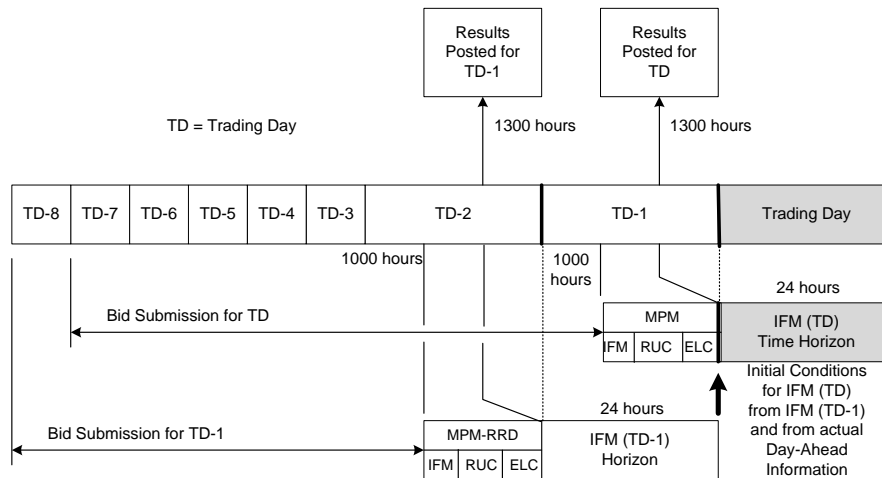 Results
Posted for
TD-1
Results
Posted for
TD
TD = Trading Day
1300 hours
1300 hours
TD-8
TD-7
TD-6
TD-5
TD-4
TD-3
TD-2
TD-1
Trading Day
1000 hours
1000
hours
24 hours
Bid Submission for TD
MPM
IFM
RUC
ELC
IFM (TD)
Time Horizon
Initial Conditions
for IFM (TD)
from IFM (TD-1)
and from actual
Day-Ahead
Information
24 hours
Bid Submission for TD-1
MPM-RRD
IFM
RUC
ELC
IFM (TD-1)
Horizon